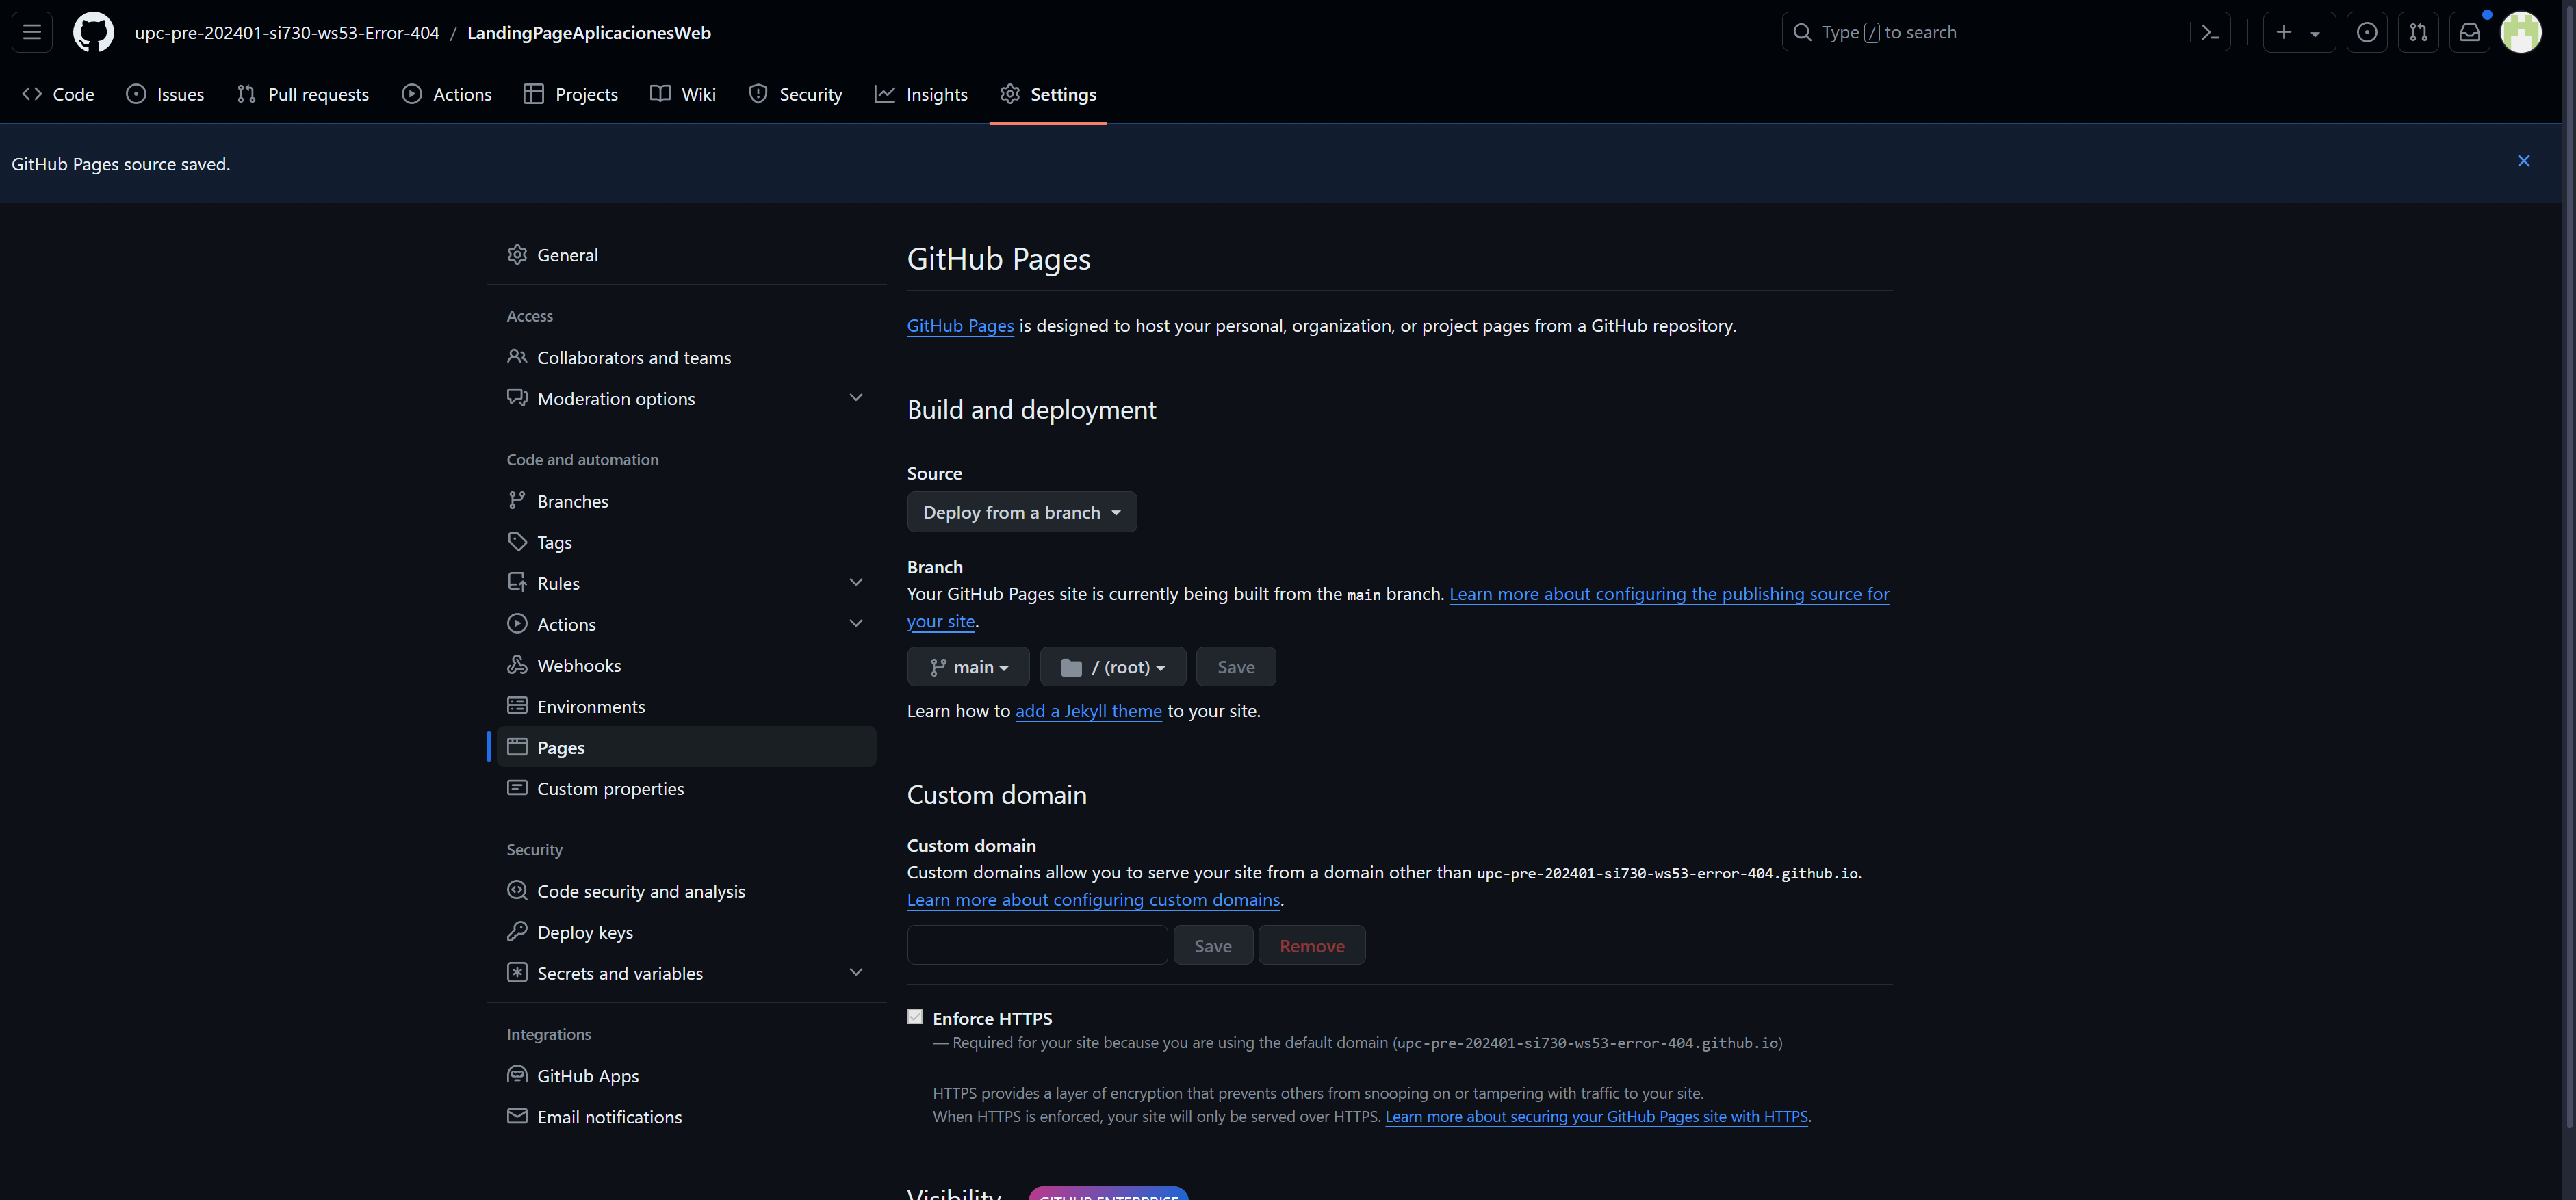 upc-pre-202401-si730-ws53-Error-404 / LandingPageAplicacionesWeb
Type / to search
Code
Issues
Pull requests
Actions
Projects
Wiki
Security
Insights
Settings
GitHub Pages source saved.
General
Access
Collaborators and teams
Moderation options
Code and automation
Branches
Tags
Rules
Actions
Webhooks
Environments
Pages
Custom properties
Security
Code security and analysis
Deploy keys
Secrets and variables
Integrations
GitHub Apps
Email notifications
GitHub Pages
GitHub Pages is designed to host your personal, organization, or project pages from a GitHub repository.
Build and deployment
Source
Deploy from a branch
Branch
Your GitHub Pages site is currently being built from the main branch. Learn more about configuring the publishing source for
your site.
main
/ (root)
Save
Learn how to add a Jekyll theme to your site.
Custom domain
Custom domain
Custom domains allow you to serve your site from a domain other than upc-pre-202401-si730-ws53-error-404.github.io.
Learn more about configuring custom domains.
Save
Remove
Enforce HTTPS
— Required for your site because you are using the default domain (upc-pre-202401-si730-ws53-error-404.github.io)
HTTPS provides a layer of encryption that prevents others from snooping on or tampering with traffic to your site.
When HTTPS is enforced, your site will only be served over HTTPS. Learn more about securing your GitHub Pages site with HTTPS.
Visibility
GITHUB ENTERPRISE